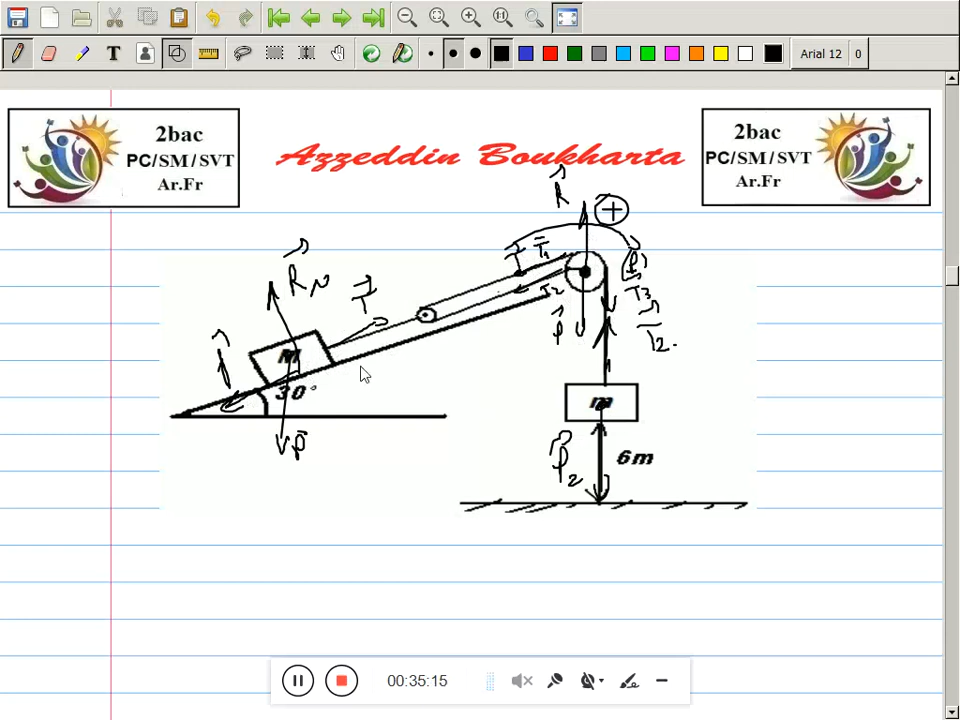 Arial 12 0
2bac
PC/SM/SVT
Ar.Fr
Azzeddin Boukharta
2bac
PC/SM/SVT
Ar.Fr
R
+
T₁
R N
T
T2
T3
P
T2.
M
30°
m
P
P2
6m
00:35:15